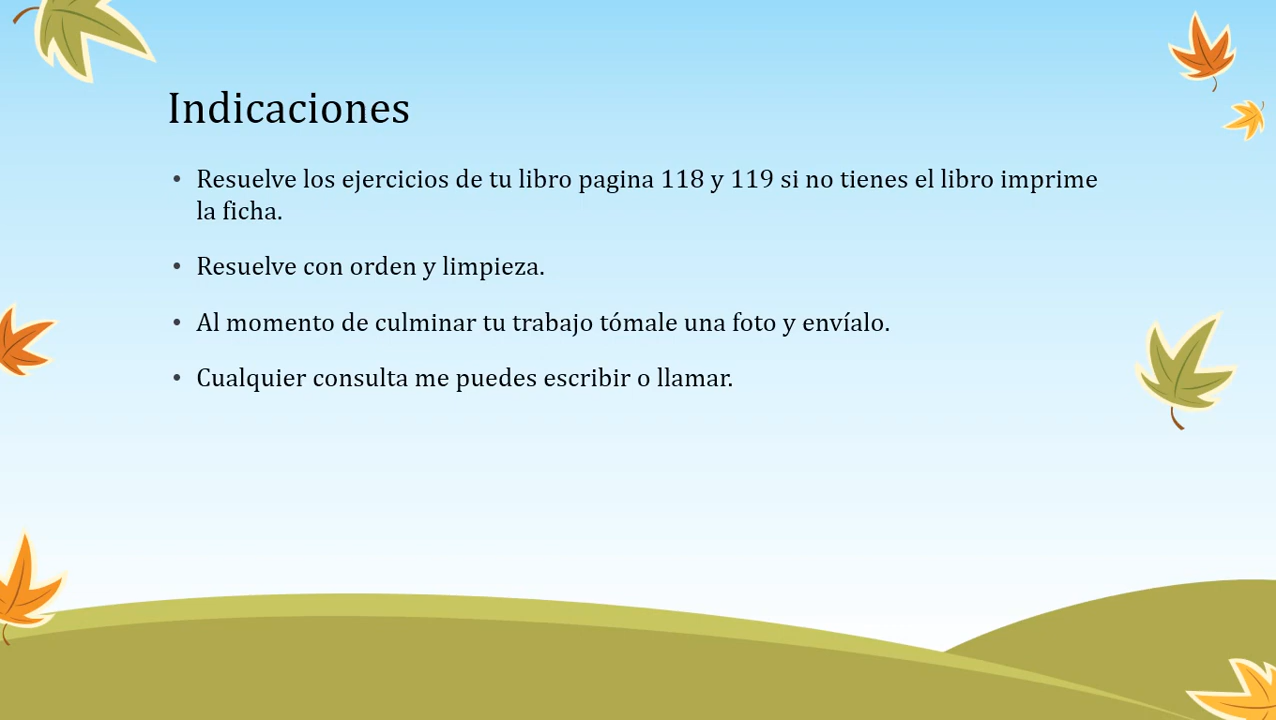 Indicaciones
• Resuelve los ejercicios de tu libro pagina 118 y 119 si no tienes el libro imprime
la ficha.
• Resuelve con orden y limpieza.
• Al momento de culminar tu trabajo tómale una foto y envíalo.
• Cualquier consulta me puedes escribir o llamar.